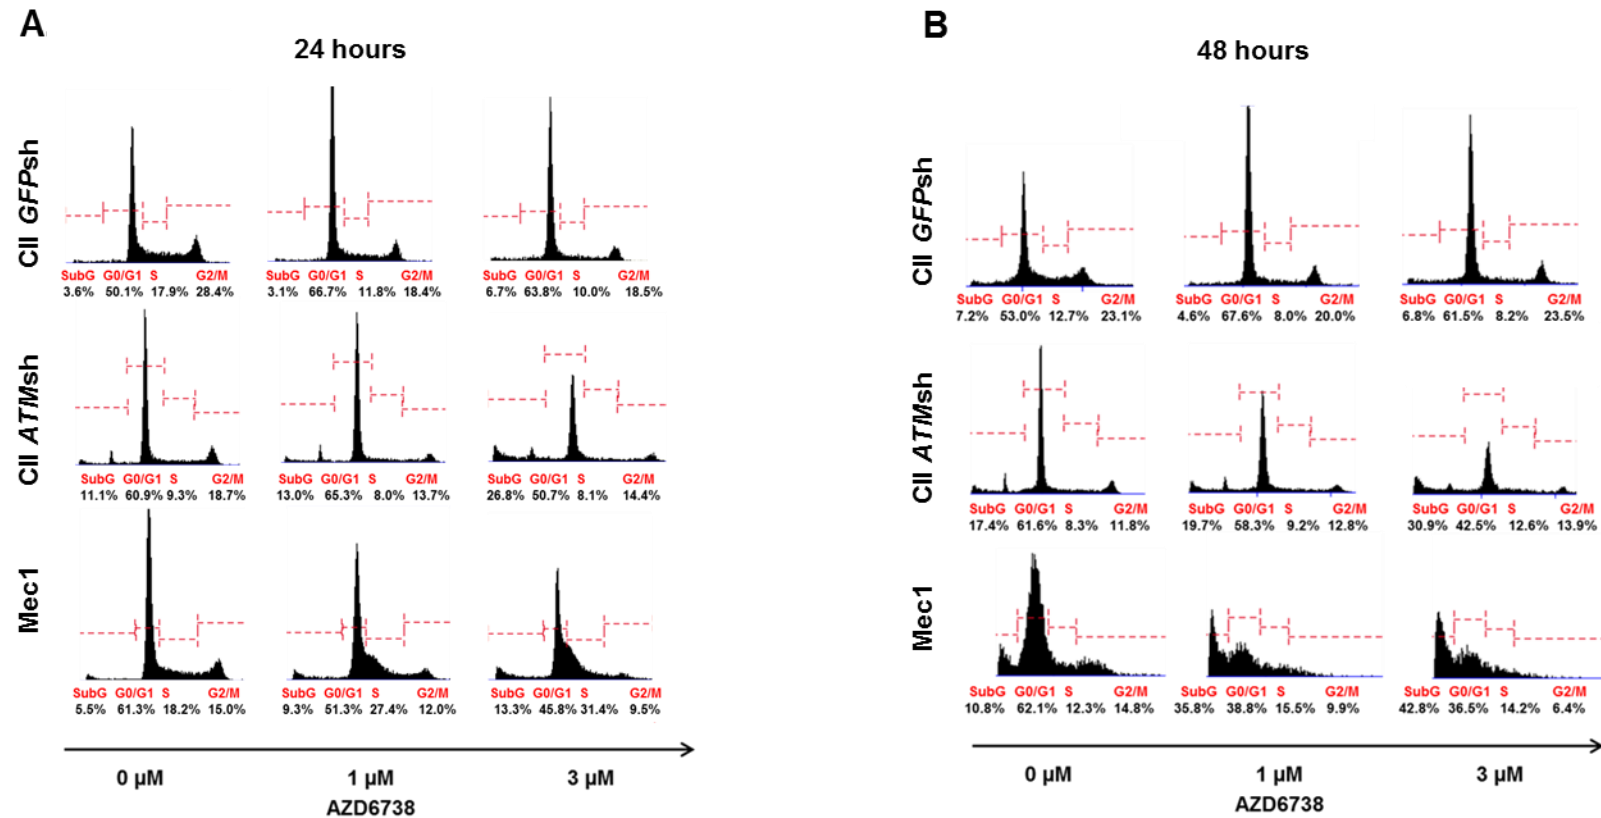 A
24 hours
CII GFPsh
SubG G0/G1 S G2/M
3.6% 50.1% 17.9% 28.4%
SubG G0/G1 S G2/M
3.1% 66.7% 11.8% 18.4%
SubG G0/G1 S G2/M
6.7% 63.8% 10.0% 18.5%
CII ATMsh
SubG G0/G1 S G2/M
11.1% 60.9% 9.3% 18.7%
SubG G0/G1 S G2/M
13.0% 65.3% 8.0% 13.7%
SubG G0/G1 S G2/M
26.8% 50.7% 8.1% 14.4%
Mec1
SubG G0/G1 S G2/M
5.5% 61.3% 18.2% 15.0%
SubG G0/G1 S G2/M
9.3% 51.3% 27.4% 12.0%
SubG G0/G1 S G2/M
13.3% 45.8% 31.4% 9.5%
0 µM 1 µM 3 µM
AZD6738
B
48 hours
CII GFPsh
SubG G0/G1 S G2/M
7.2% 53.0% 12.7% 23.1%
SubG G0/G1 S G2/M
4.6% 67.6% 8.0% 20.0%
SubG G0/G1 S G2/M
6.8% 61.5% 8.2% 23.5%
CII ATMsh
SubG G0/G1 S G2/M
17.4% 61.6% 8.3% 11.8%
SubG G0/G1 S G2/M
19.7% 58.3% 9.2% 12.8%
SubG G0/G1 S G2/M
30.9% 42.5% 12.6% 13.9%
Mec1
SubG G0/G1 S G2/M
10.8% 62.1% 12.3% 14.8%
SubG G0/G1 S G2/M
35.8% 38.8% 15.5% 9.9%
SubG G0/G1 S G2/M
42.8% 36.5% 14.2% 6.4%
0 µM 1 µM 3 µM
AZD6738